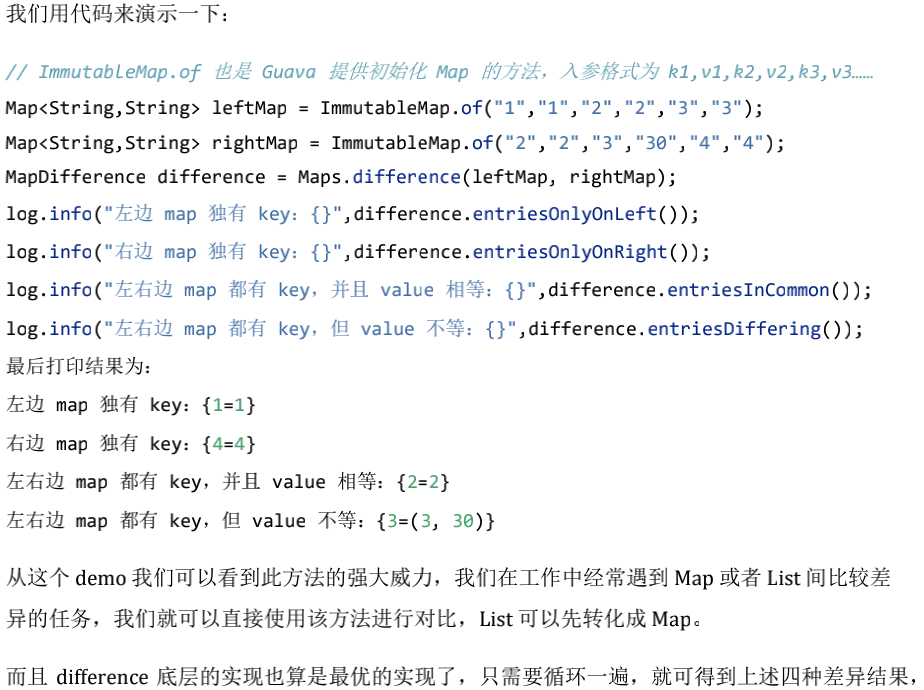 我们用代码来演示一下：
// ImmutableMap.of 也是 Guava 提供初始化 Map 的方法，入参格式为 k1,v1,k2,v2,k3,v3……
Map<String,String> leftMap = ImmutableMap.of("1","1","2","2","3","3");
Map<String,String> rightMap = ImmutableMap.of("2","2","3","30","4","4");
MapDifference difference = Maps.difference(leftMap, rightMap);
log.info("左边 map 独有 key：{}",difference.entriesOnlyOnLeft());
log.info("右边 map 独有 key：{}",difference.entriesOnlyOnRight());
log.info("左右边 map 都有 key，并且 value 相等：{}",difference.entriesInCommon());
log.info("左右边 map 都有 key，但 value 不等：{}",difference.entriesDiffering());
最后打印结果为：
左边 map 独有 key：{1=1}
右边 map 独有 key：{4=4}
左右边 map 都有 key，并且 value 相等：{2=2}
左右边 map 都有 key，但 value 不等：{3=(3, 30)}
从这个 demo 我们可以看到此方法的强大威力，我们在工作中经常遇到 Map 或者 List 间比较差
异的任务，我们就可以直接使用该方法进行对比，List 可以先转化成 Map。
而且 difference 底层的实现也算是最优的实现了，只需要循环一遍，就可得到上述四种差异结果，